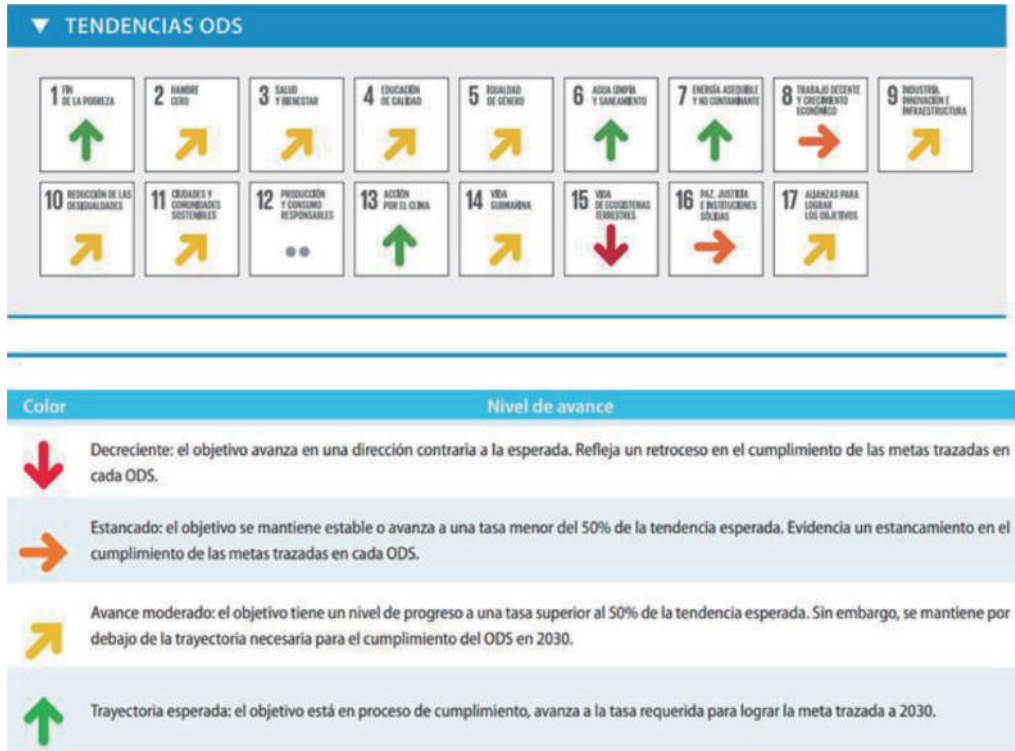 ▼ TENDENCIAS ODS
1 FIN DE LA POBREZA
2 HAMBRE CERO
3 SALUD Y BIENESTAR
4 EDUCACIÓN DE CALIDAD
5 IGUALDAD DE GÉNERO
6 AGUA LIMPIA Y SANEAMIENTO
7 ENERGÍA ASEQUIBLE Y NO CONTAMINANTE
8 TRABAJO DECENTE Y CRECIMIENTO ECONÓMICO
9 INDUSTRIA, INNOVACIÓN E INFRAESTRUCTURA
10 REDUCCIÓN DE LAS DESIGUALDADES
11 CIUDADES Y COMUNIDADES SOSTENIBLES
12 PRODUCCIÓN Y CONSUMO RESPONSABLES
13 ACCIÓN POR EL CLIMA
14 VIDA SUBMARINA
15 VIDA DE ECOSISTEMAS TERRESTRES
16 PAZ, JUSTICIA E INSTITUCIONES SÓLIDAS
17 ALIANZAS PARA LOGRAR LOS OBJETIVOS
Color Nivel de avance
Decreciente: el objetivo avanza en una dirección contraria a la esperada. Refleja un retroceso en el cumplimiento de las metas trazadas en
cada ODS.
Estancado: el objetivo se mantiene estable o avanza a una tasa menor del 50% de la tendencia esperada. Evidencia un estancamiento en el
cumplimiento de las metas trazadas en cada ODS.
Avance moderado: el objetivo tiene un nivel de progreso a una tasa superior al 50% de la tendencia esperada. Sin embargo, se mantiene por
debajo de la trayectoria necesaria para el cumplimiento del ODS en 2030.
Trayectoria esperada: el objetivo está en proceso de cumplimiento, avanza a la tasa requerida para lograr la meta trazada a 2030.